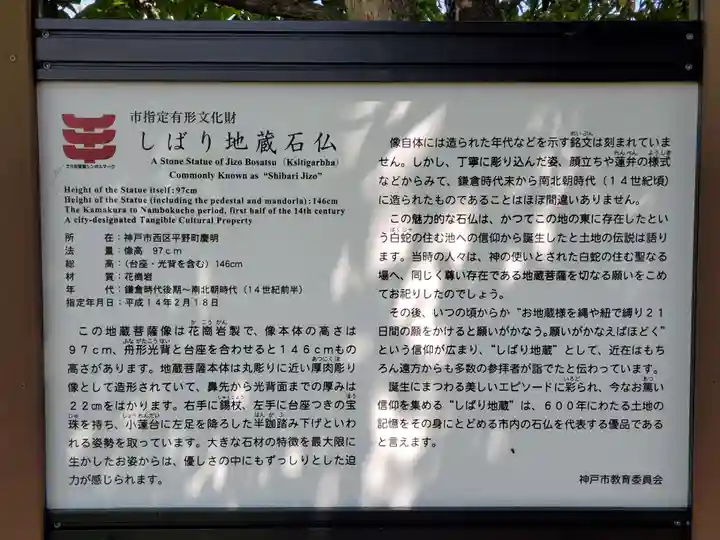 市指定有形文化財
しばり地蔵石仏
A Stone Statue of Jizo Bosatsu (Ksitigarbha)
Commonly Known as "Shibari Jizo"
Height of the Statue itself: 97cm
Height of the Statue (including the pedestal and mandorla): 146cm
The Kamakura to Nambokucho period, first half of the 14th century
A city-designated Tangible Cultural Property
所在：神戸市西区平野町慶明
法量：像高 97cm
総高：（台座・光背を含む）146cm
材質：花崗岩
年代：鎌倉時代後期～南北朝時代（14世紀前半）
指定年月日：平成14年2月18日
この地蔵菩薩像は花崗岩製で、像本体の高さは
97cm、舟形光背と台座を合わせると146cmもの
高さがあります。地蔵菩薩本体は丸彫りに近い厚肉彫り
像として造形されていて、鼻先から光背面までの厚みは
22cmをはかります。右手に錫杖、左手に台座つきの宝
珠を持ち、小蓮台に左足を降ろした半跏踏み下げといわ
れる姿勢を取っています。大きな石材の特徴を最大限に
生かしたお姿からは、優しさの中にもずっしりとした迫
力が感じられます。
像自体には造られた年代などを示す銘文は刻まれていま
せん。しかし、丁寧に彫り込んだ姿、顔立ちや蓮弁の様式
などからみて、鎌倉時代末から南北朝時代（14世紀頃）
に造られたものであることはほぼ間違いありません。
この魅力的な石仏は、かつてこの地の東に存在したとい
う白蛇の住む池への信仰から誕生したと土地の伝説は語り
ます。当時の人々は、神の使いとされた白蛇の住む聖なる
場へ、同じく尊い存在である地蔵菩薩を切なる願いをこめ
てお祀りしたのでしょう。
その後、いつの頃からか"お地蔵様を縄や紐で縛り21
日間の願をかけると願いがかなう。願いがかなえばほどく"
という信仰が広まり、"しばり地蔵"として、近在はもち
ろん遠方からも多数の参拝者が詣でたと伝わっています。
誕生にまつわる美しいエピソードに彩られ、今なお篤い
信仰を集める"しばり地蔵"は、600年にわたる土地の
記憶をその身にとどめる市内の石仏を代表する優品である
と言えます。
神戸市教育委員会